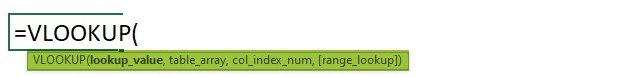 =VLOOKUP(
VLOOKUP(lookup_value, table_array, col_index_num, [range_lookup])